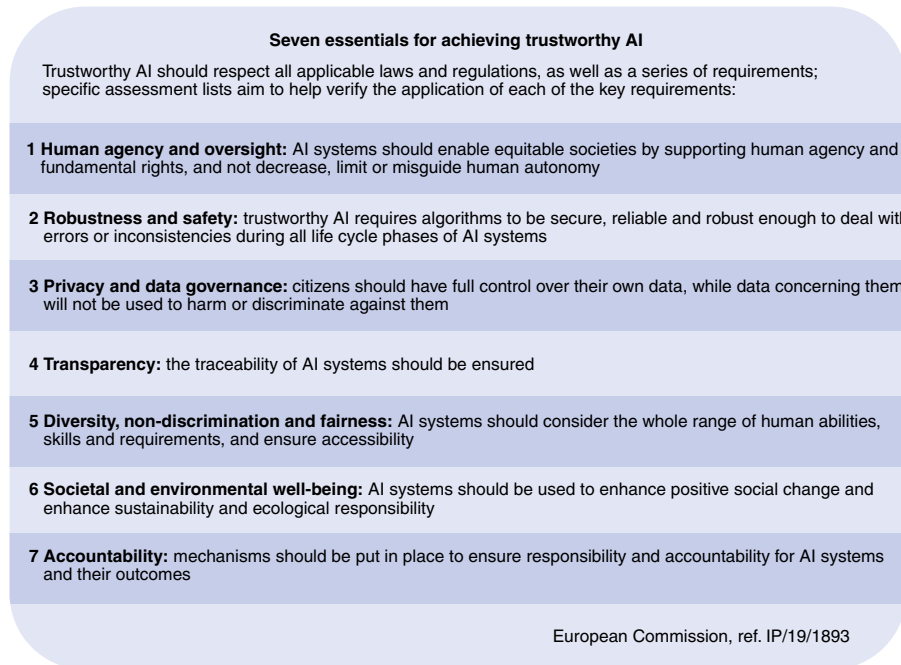 Seven essentials for achieving trustworthy AI
Trustworthy AI should respect all applicable laws and regulations, as well as a series of requirements;
specific assessment lists aim to help verify the application of each of the key requirements:
1 Human agency and oversight: AI systems should enable equitable societies by supporting human agency and
fundamental rights, and not decrease, limit or misguide human autonomy
2 Robustness and safety: trustworthy AI requires algorithms to be secure, reliable and robust enough to deal with
errors or inconsistencies during all life cycle phases of AI systems
3 Privacy and data governance: citizens should have full control over their own data, while data concerning them
will not be used to harm or discriminate against them
4 Transparency: the traceability of AI systems should be ensured
5 Diversity, non-discrimination and fairness: AI systems should consider the whole range of human abilities,
skills and requirements, and ensure accessibility
6 Societal and environmental well-being: AI systems should be used to enhance positive social change and
enhance sustainability and ecological responsibility
7 Accountability: mechanisms should be put in place to ensure responsibility and accountability for AI systems
and their outcomes
European Commission, ref. IP/19/1893